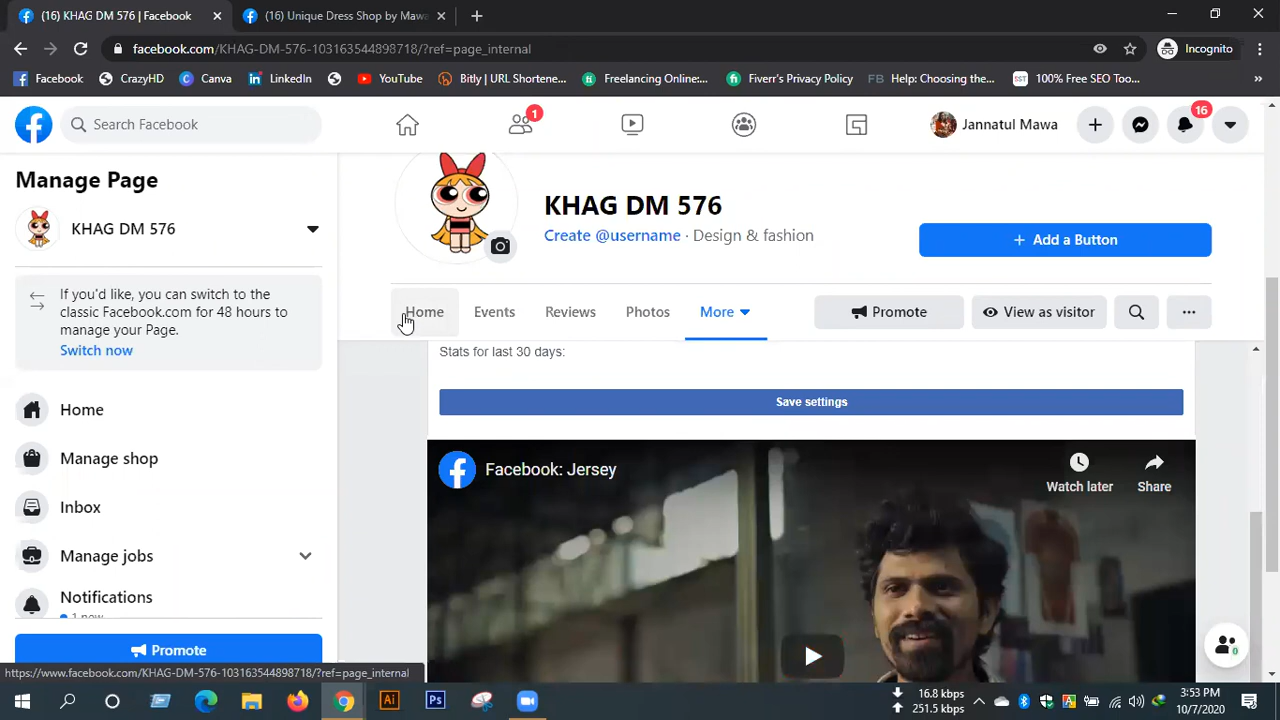 (16) KHAG DM 576 | Facebook
(16) Unique Dress Shop by Mawa
facebook.com/KHAG-DM-576-103163544898718/?ref=page_internal
Incognito
Facebook
CrazyHD
Canva
LinkedIn
YouTube
Bitly | URL Shortene...
Freelancing Online:...
Fiverr's Privacy Policy
FB Help: Choosing the...
SST 100% Free SEO Too...
Search Facebook
1
Jannatul Mawa
16
Manage Page
KHAG DM 576
If you'd like, you can switch to the
classic Facebook.com for 48 hours to
manage your Page.
Switch now
Home
Manage shop
Inbox
Manage jobs
Notifications
1 new
Promote
KHAG DM 576
Create @username · Design & fashion
Add a Button
Home
Events
Reviews
Photos
More
Promote
View as visitor
Stats for last 30 days:
Save settings
Facebook: Jersey
Watch later
Share
0
https://www.facebook.com/KHAG-DM-576-103163544898718/?ref=page_internal
Ai
Ps
16.8 kbps
251.5 kbps
3:53 PM
10/7/2020